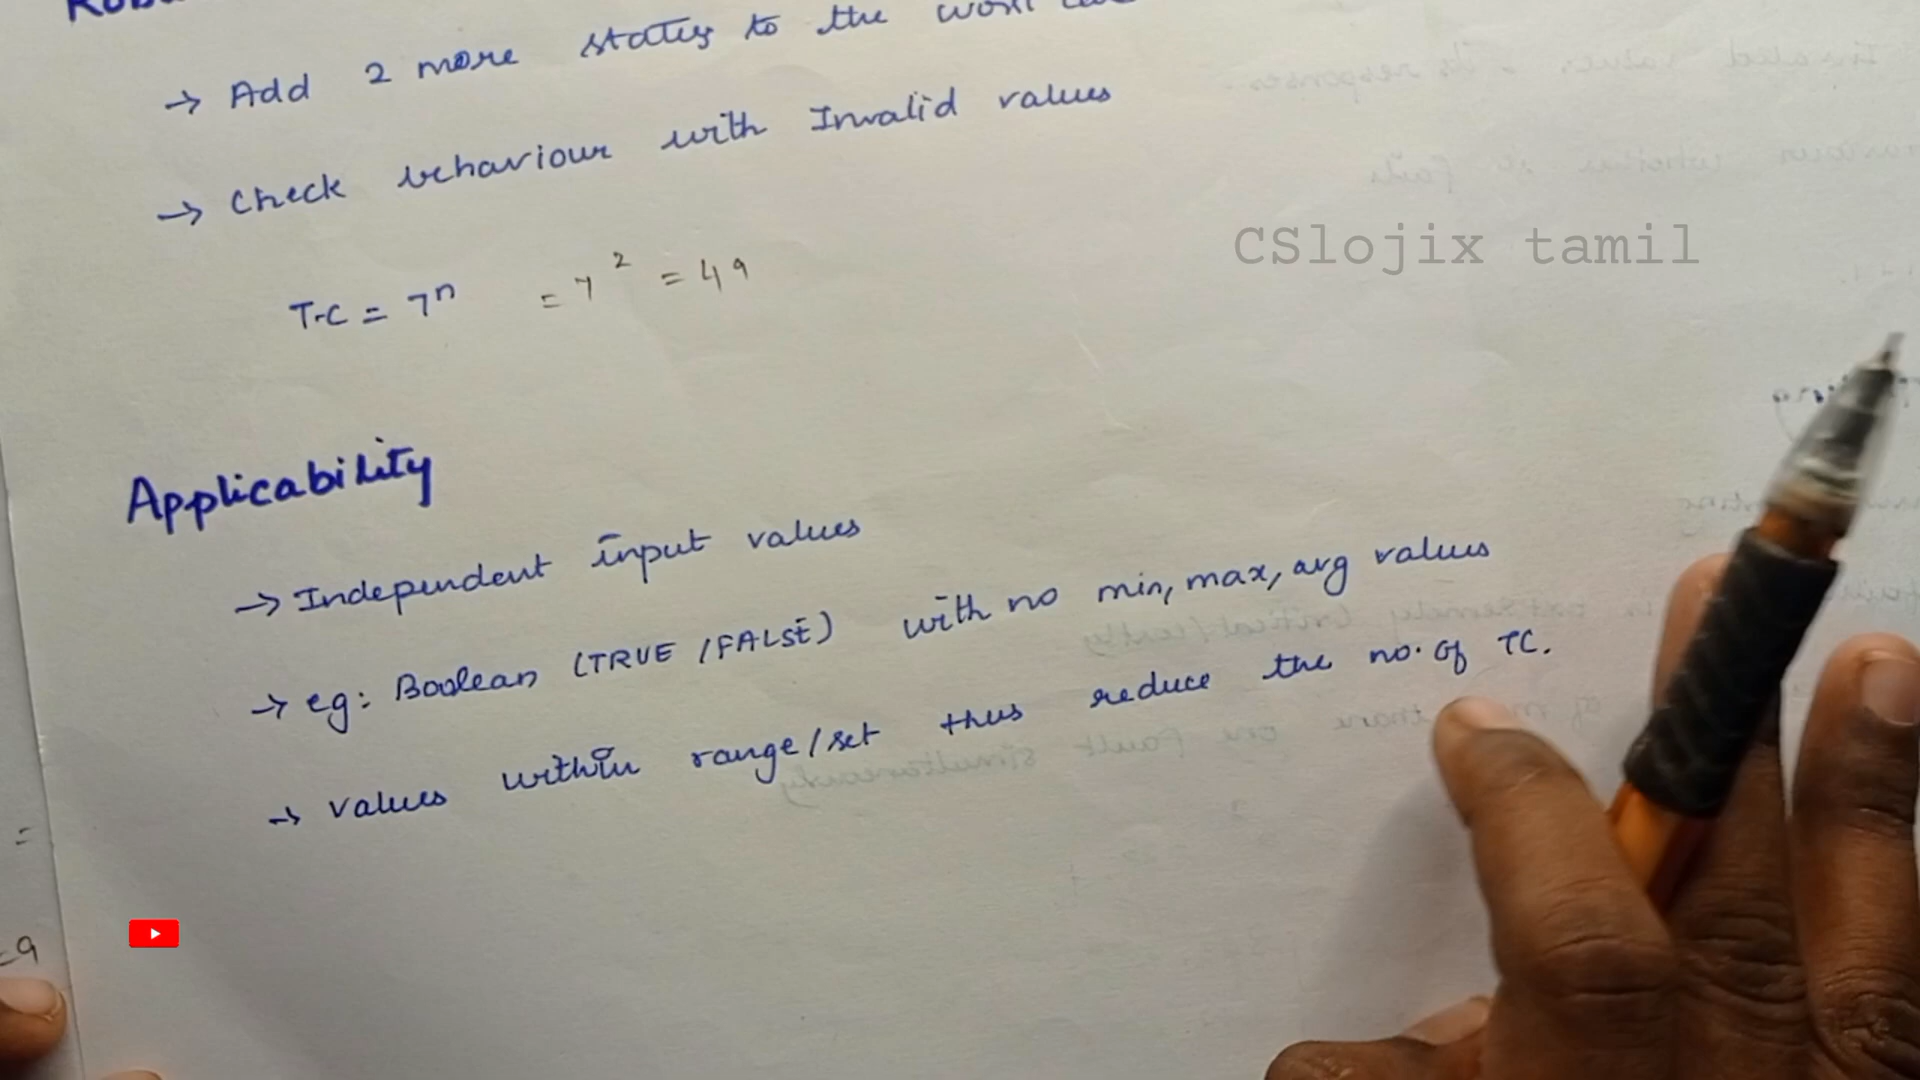 → Add 2 more states to the worst
→ Check behaviour with Invalid values
T.C = 7ⁿ = 7² = 49
CSlojix tamil
Applicability
→ Independent input values
→ eg: Boolean (TRUE / FALSE) with no min, max, avg values
→ values within range/set thus reduce the no. of TC.
=
=9